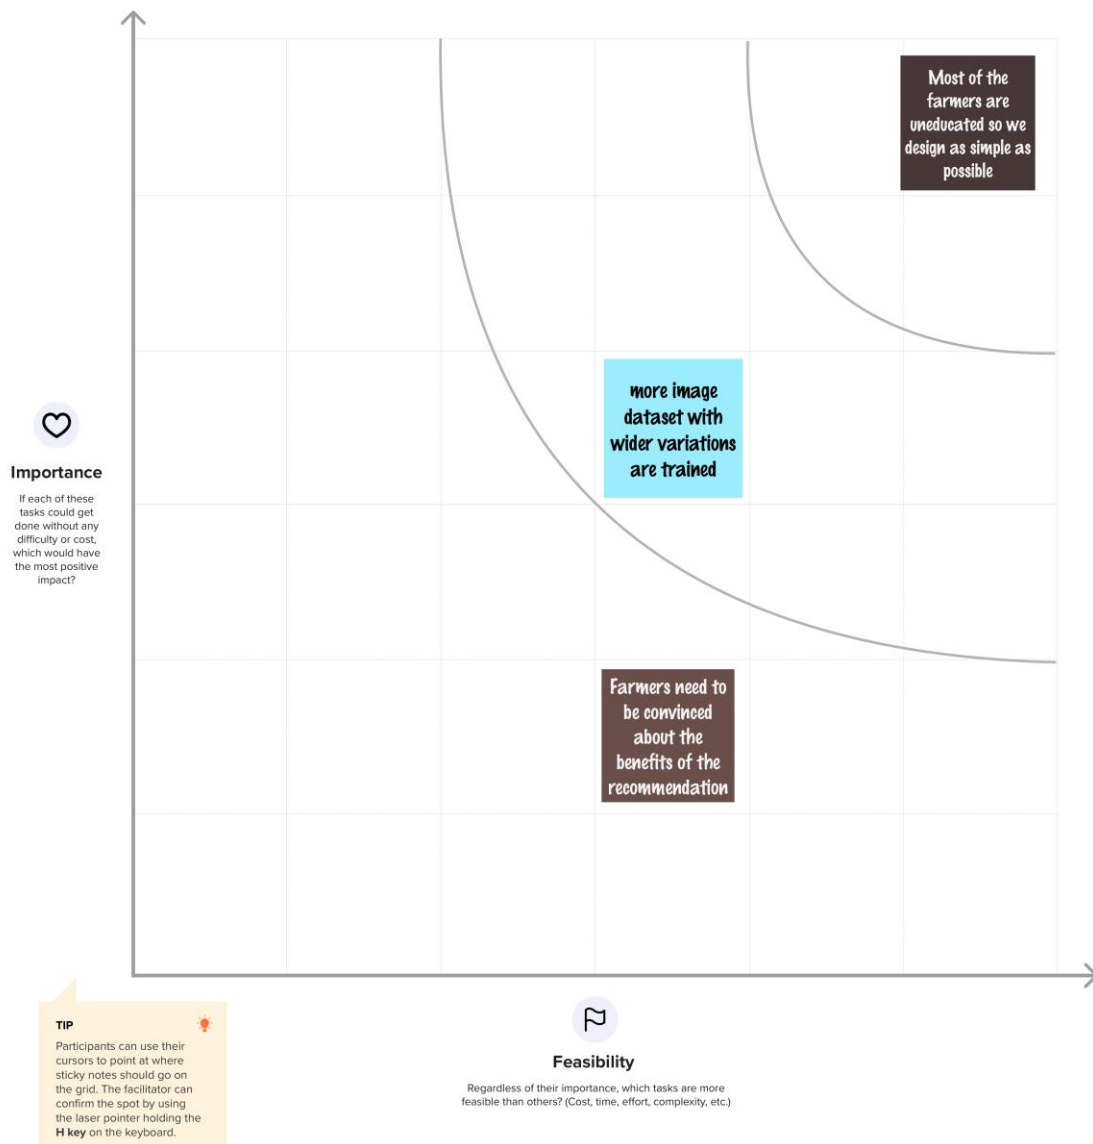 Most of the
farmers are
uneducated so we
design as simple as
possible
more image
dataset with
wider variations
are trained
Importance
If each of these
tasks could get
done without any
difficulty or cost,
which would have
the most positive
impact?
Farmers need to
be convinced
about the
benefits of the
recommendation
TIP
Participants can use their
cursors to point at where
sticky notes should go on
the grid. The facilitator can
confirm the spot by using
the laser pointer holding the
H key on the keyboard.
Feasibility
Regardless of their importance, which tasks are more
feasible than others? (Cost, time, effort, complexity, etc.)